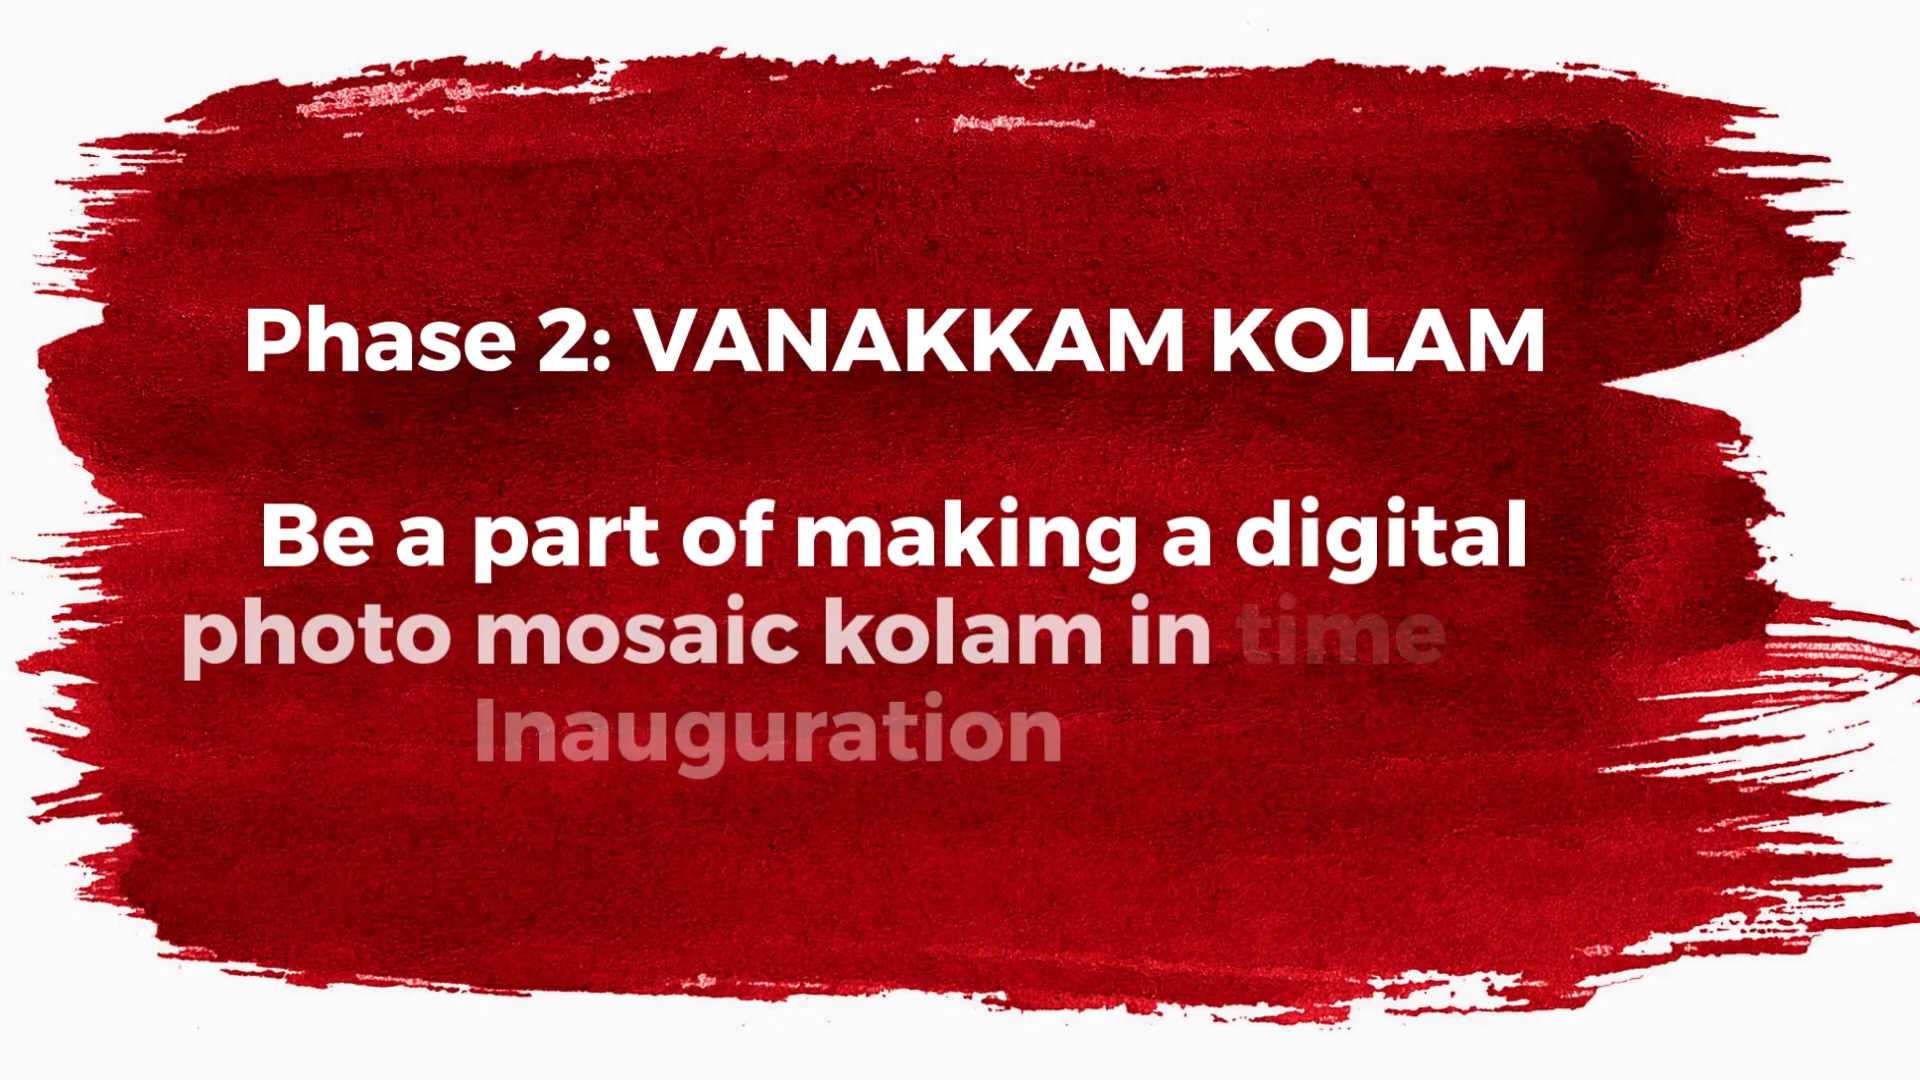 Phase 2: VANAKKAM KOLAM
Be a part of making a digital
photo mosaic kolam in time
Inauguration